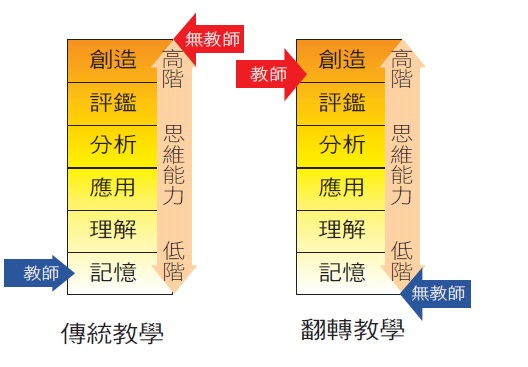 無教師
創造
評鑑
分析
應用
理解
記憶
高階
思維能力
低階
教師
傳統教學
教師
創造
評鑑
分析
應用
理解
記憶
高階
思維能力
低階
無教師
翻轉教學